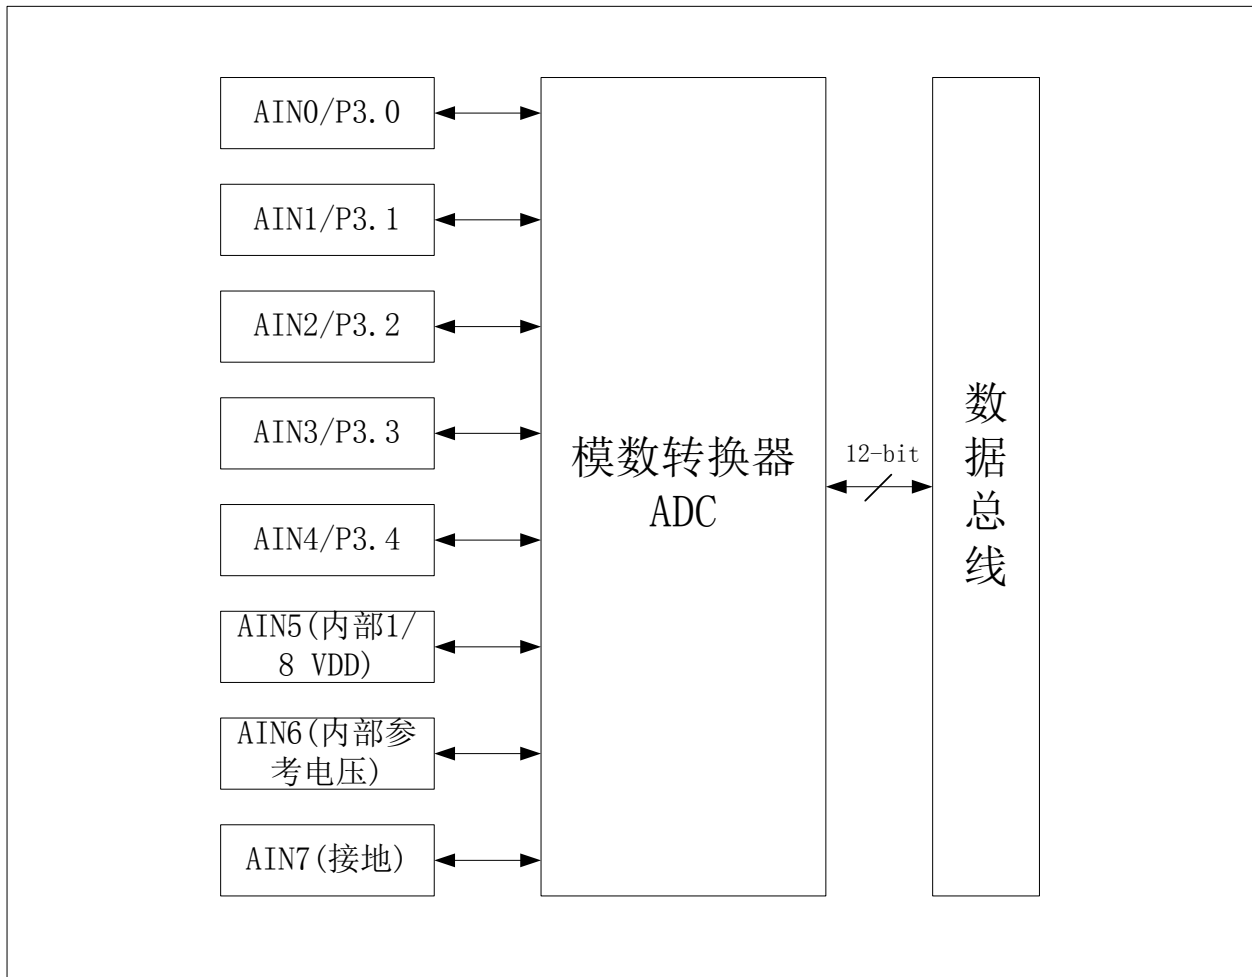 AIN0/P3.0
AIN1/P3.1
AIN2/P3.2
AIN3/P3.3
AIN4/P3.4
AIN5(内部1/
8 VDD)
AIN6(内部参
考电压)
AIN7(接地)
模数转换器
ADC
12-bit
数
据
总
线